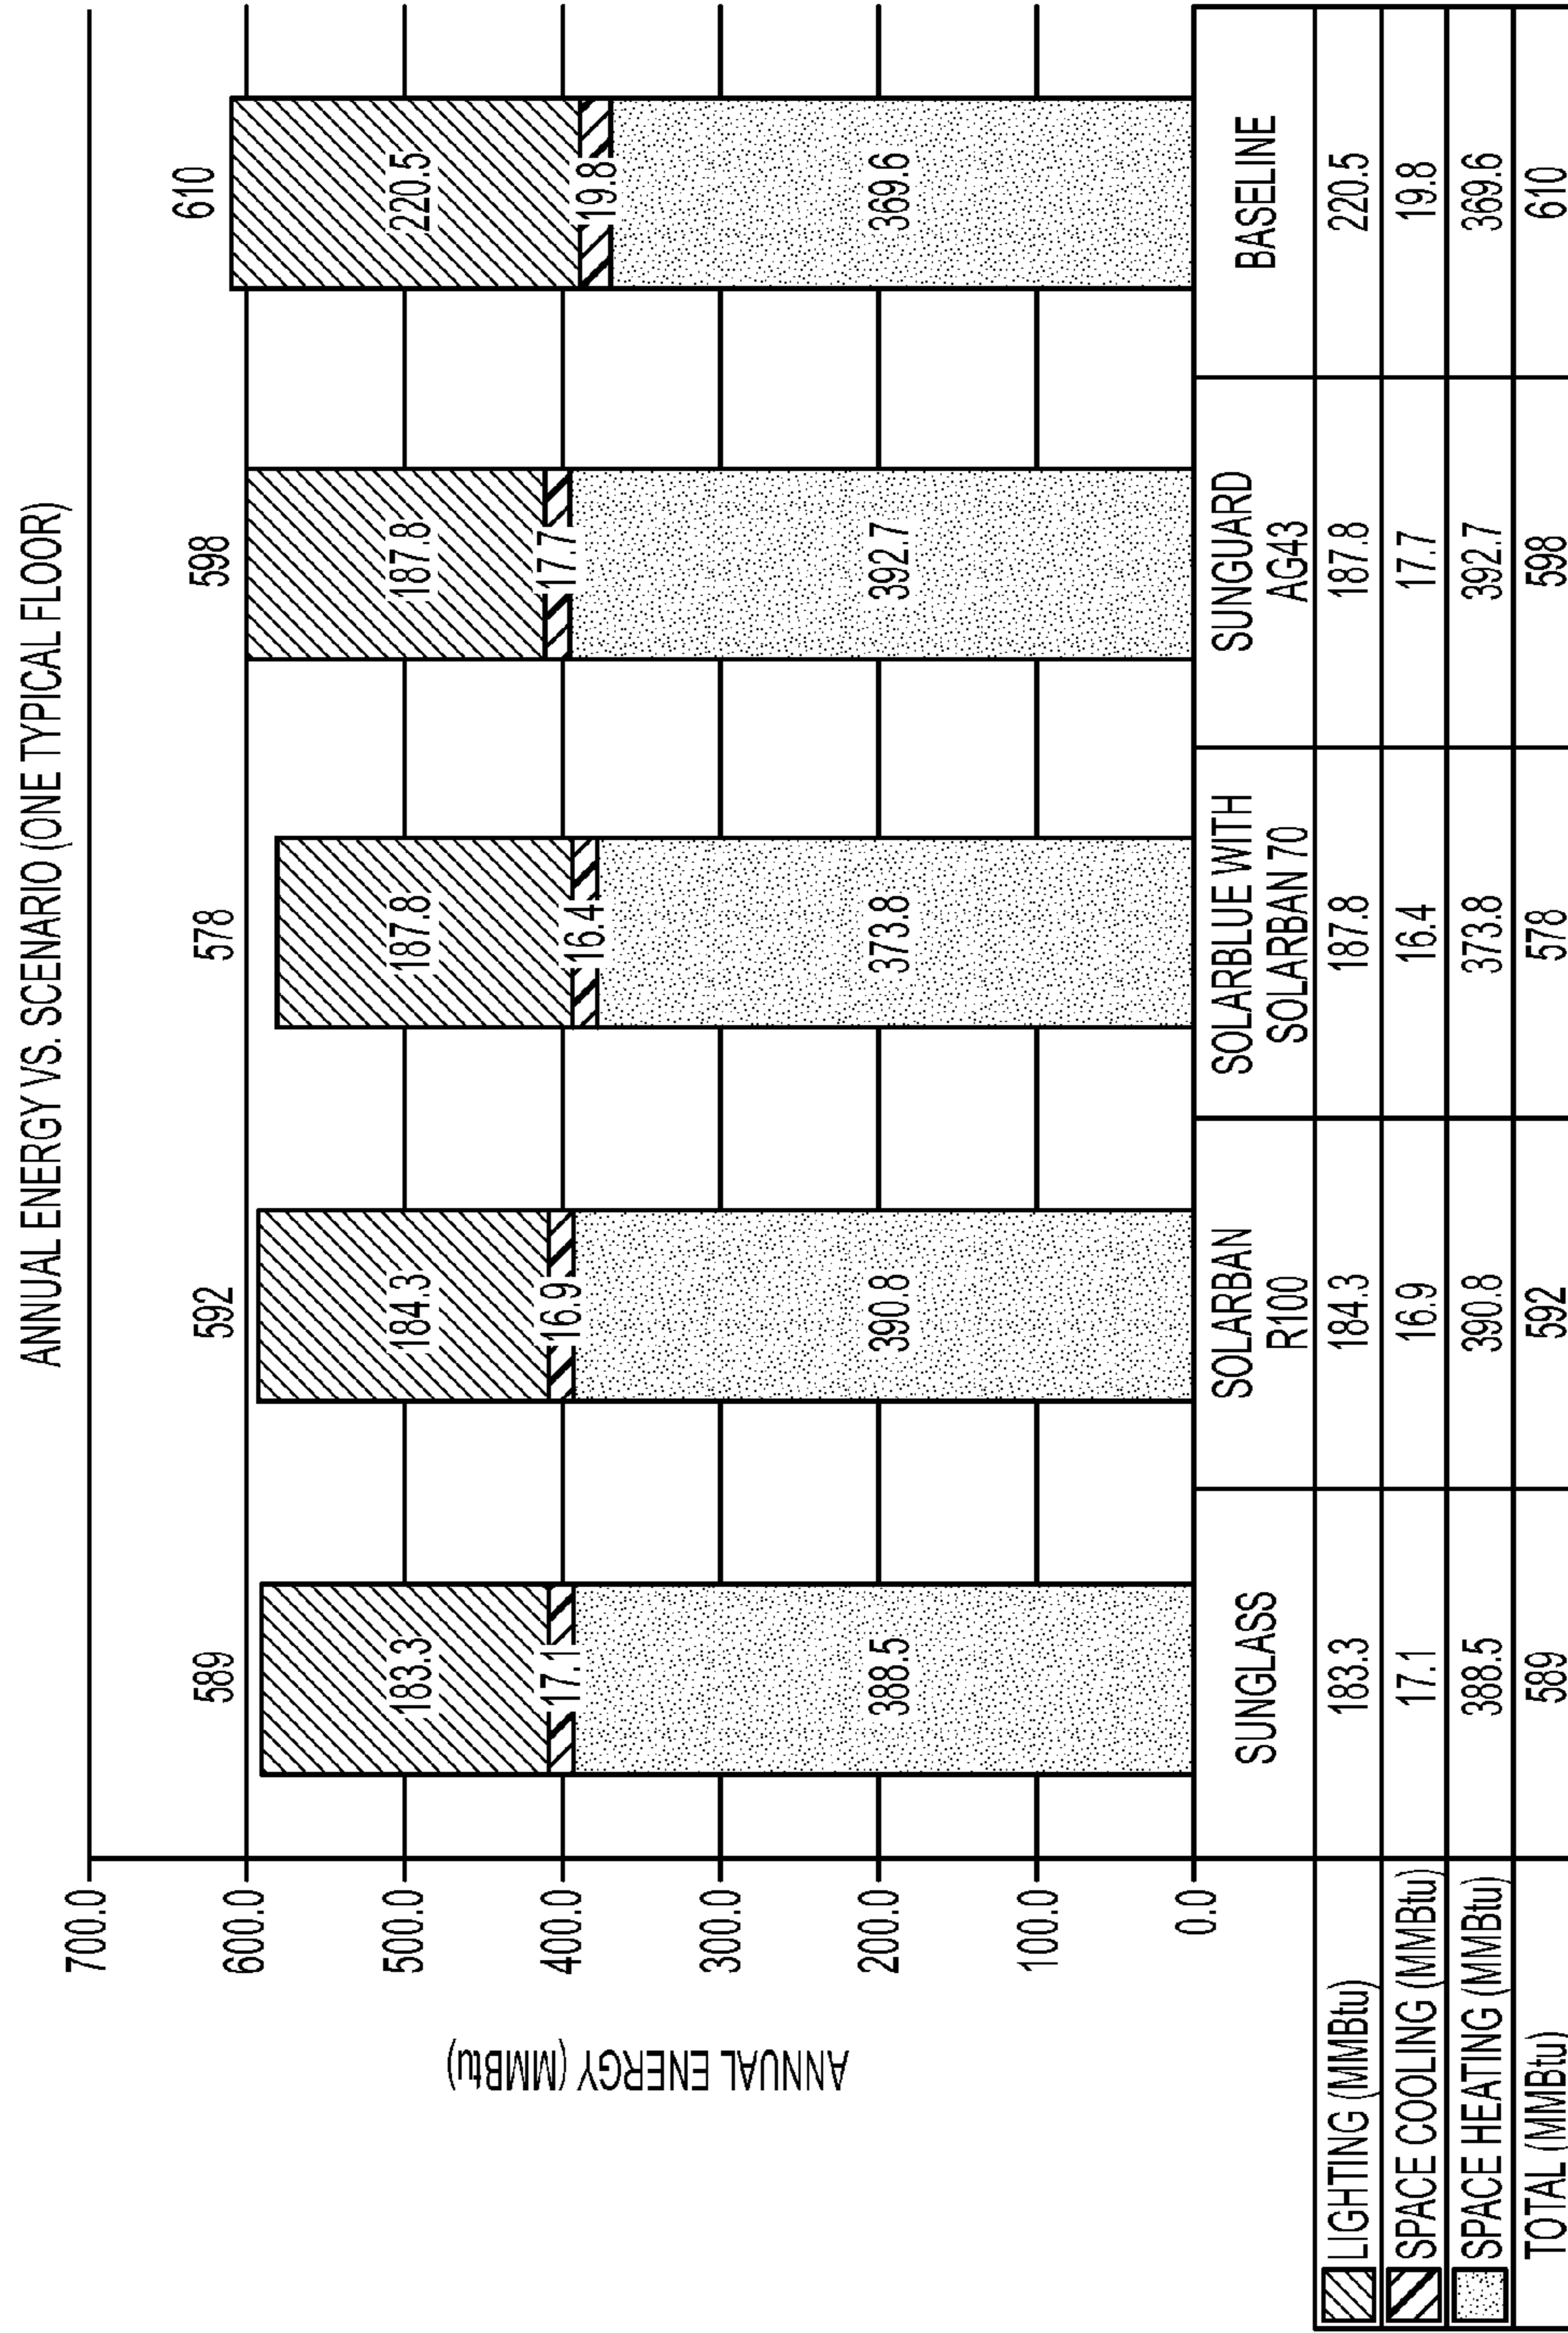 ANNUAL ENERGY VS. SCENARIO (ONE TYPICAL FLOOR)
ANNUAL ENERGY (MMBtu)
700.0
600.0
500.0
400.0
300.0
200.0
100.0
0.0
589
592
578
598
610
183.3
184.3
187.8
187.8
220.5
17.1
16.9
16.4
17.7
19.8
388.5
390.8
373.8
392.7
369.6
SUNGLASS
SOLARBAN
R100
SOLARBLUE WITH
SOLARBAN 70
SUNGUARD
AG43
BASELINE
LIGHTING (MMBtu) 183.3 184.3 187.8 187.8 220.5
SPACE COOLING (MMBtu) 17.1 16.9 16.4 17.7 19.8
SPACE HEATING (MMBtu) 388.5 390.8 373.8 392.7 369.6
TOTAL (MMBtu) 589 592 578 598 610